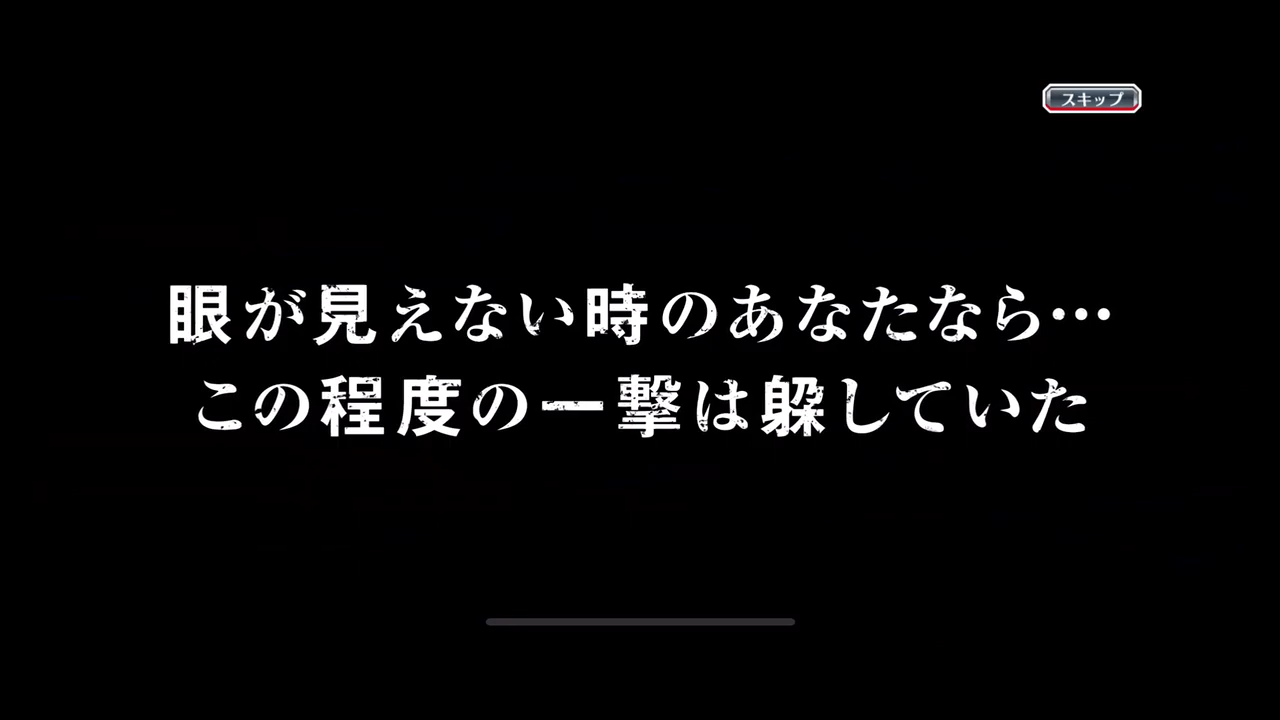 スキップ
眼が見えない時のあなたなら…
この程度の一撃は躱していた